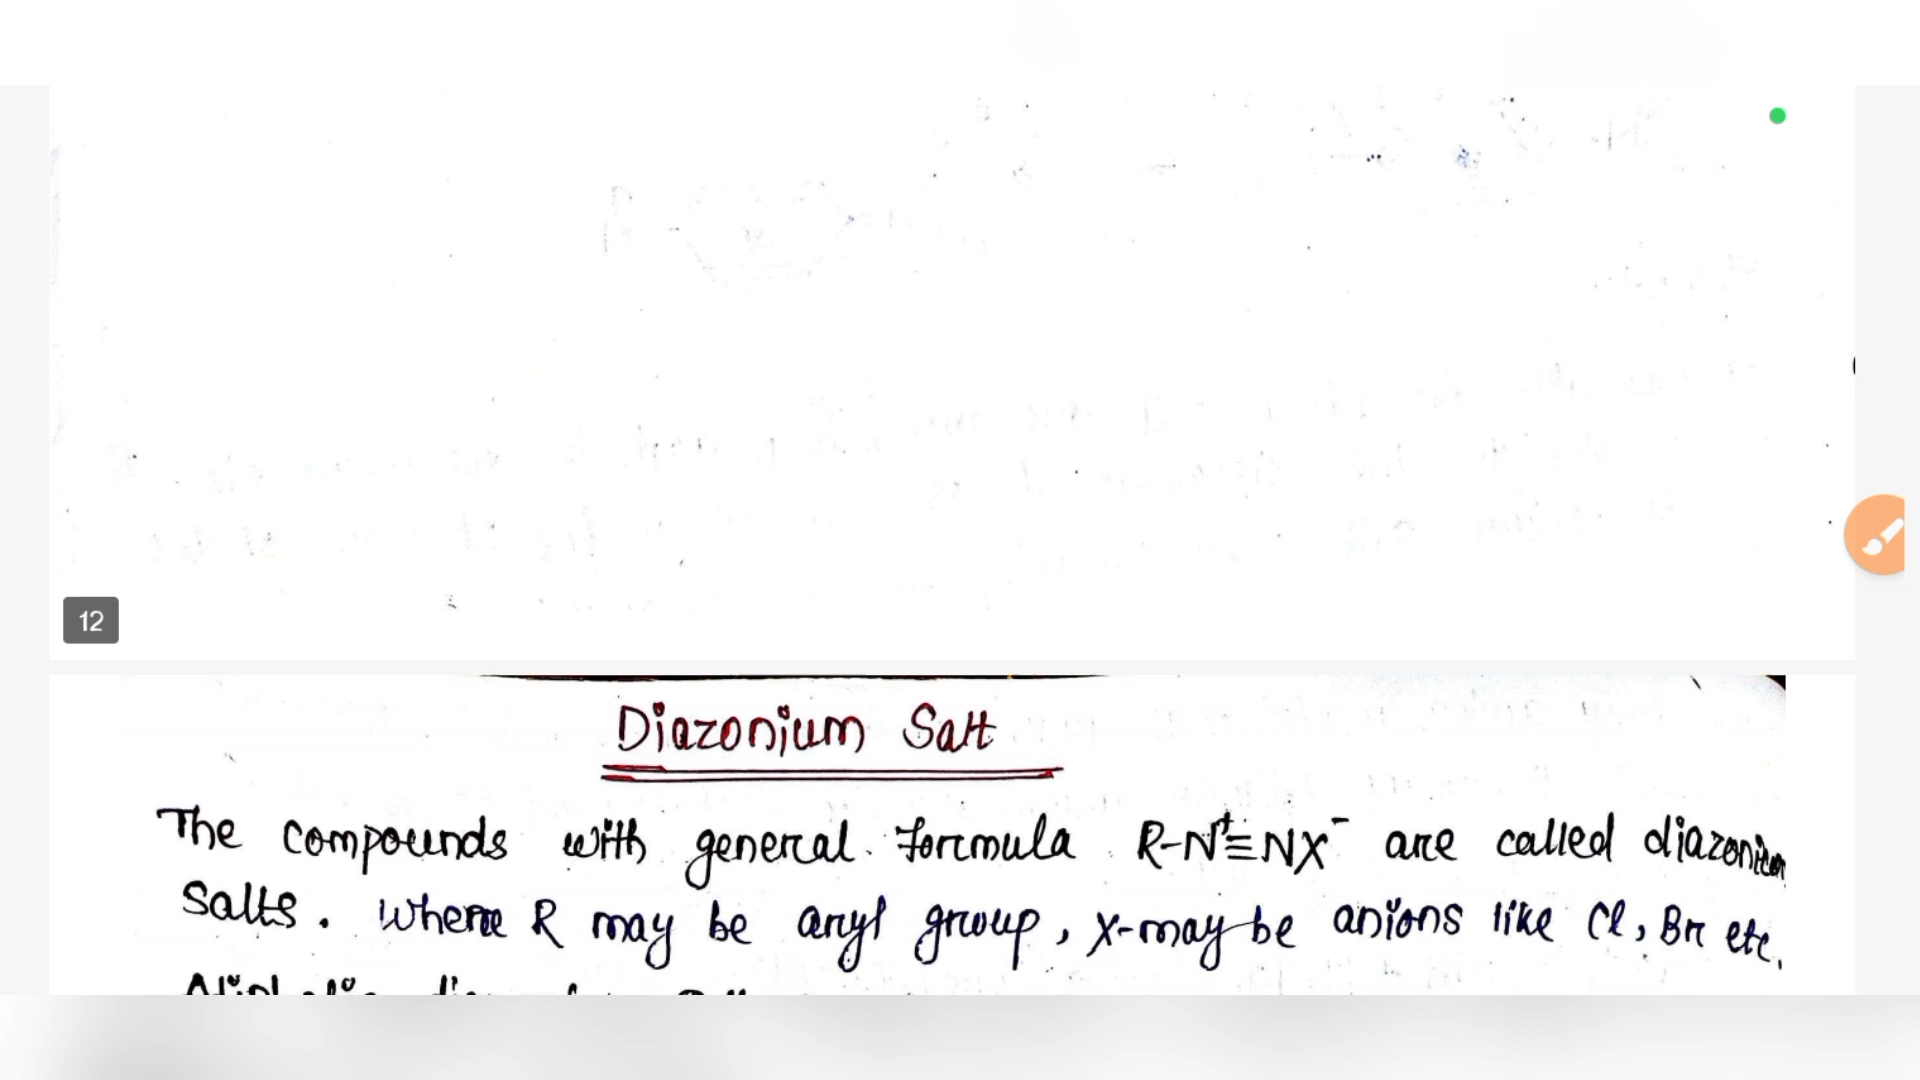 12
Diazonium Salt
The compounds with general formula R-N⁺≡NX⁻ are called diazonium
Salts. Where R may be aryl group, X-may be anions like Cl, Br etc.